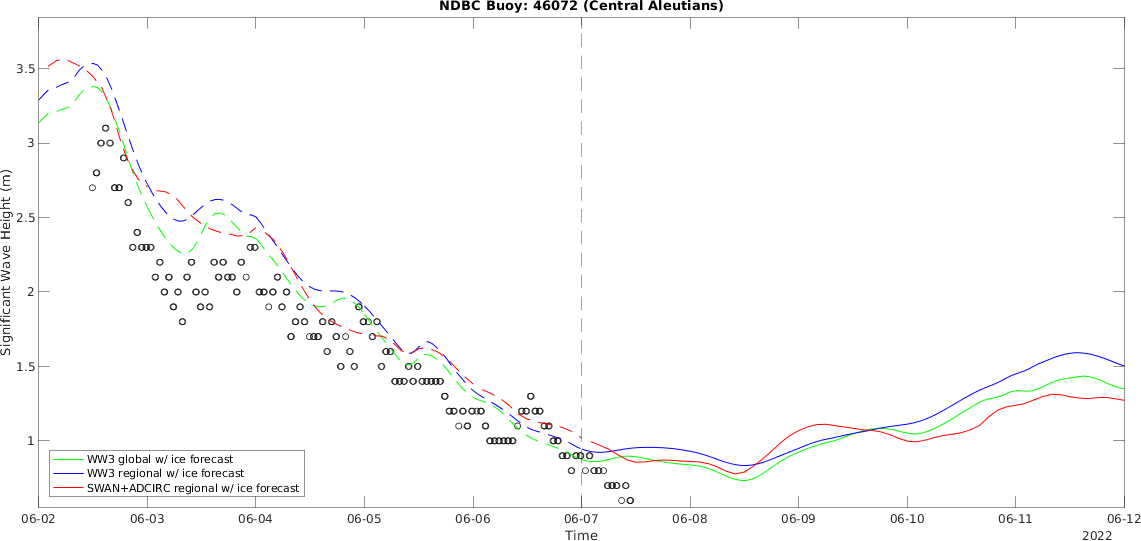 NDBC Buoy: 46072 (Central Aleutians)
Significant Wave Height (m)
3.5
3
2.5
2
1.5
1
WW3 global w/ ice forecast
WW3 regional w/ ice forecast
SWAN+ADCIRC regional w/ ice forecast
06-02 06-03 06-04 06-05 06-06 06-07 06-08 06-09 06-10 06-11 06-12
Time
2022